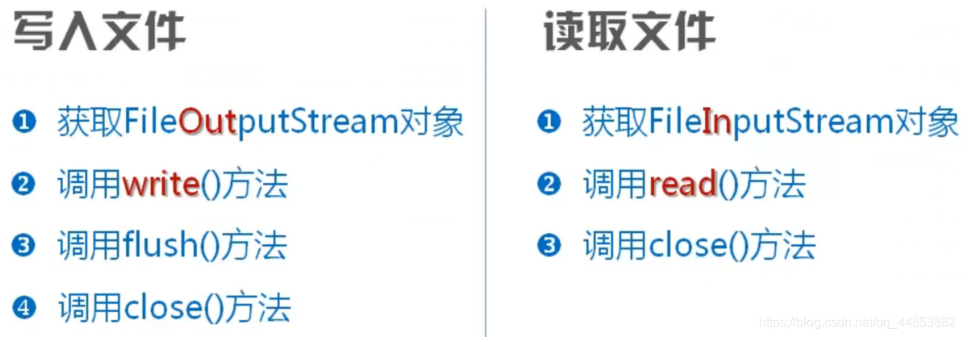 写入文件
❶ 获取FileOutputStream对象
❷ 调用write()方法
❸ 调用flush()方法
❹ 调用close()方法
读取文件
❶ 获取FileInputStream对象
❷ 调用read()方法
❸ 调用close()方法
https://blog.csdn.net/qq_44853882